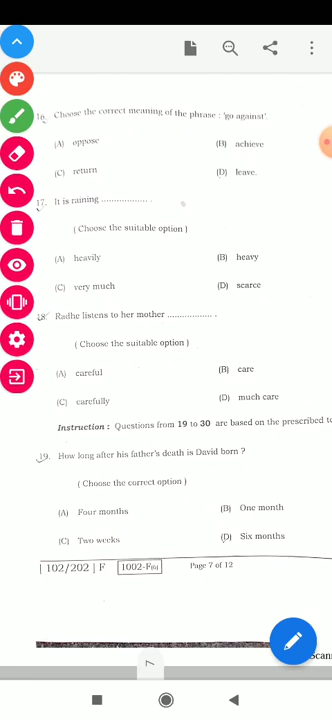 16. Choose the correct meaning of the phrase : 'go against'.
(A) oppose
(B) achieve
(C) return
(D) leave.
17. It is raining .................. .
( Choose the suitable option )
(A) heavily
(B) heavy
(C) very much
(D) scarce
18. Radhe listens to her mother .................. .
( Choose the suitable option )
(A) careful
(B) care
(C) carefully
(D) much care
Instruction : Questions from 19 to 30 are based on the prescribed
19. How long after his father's death is David born ?
( Choose the correct option )
(A) Four months
(B) One month
(C) Two weeks
(D) Six months
| 102/202 | F 1002-F(6) Page 7 of 12
7
Scan